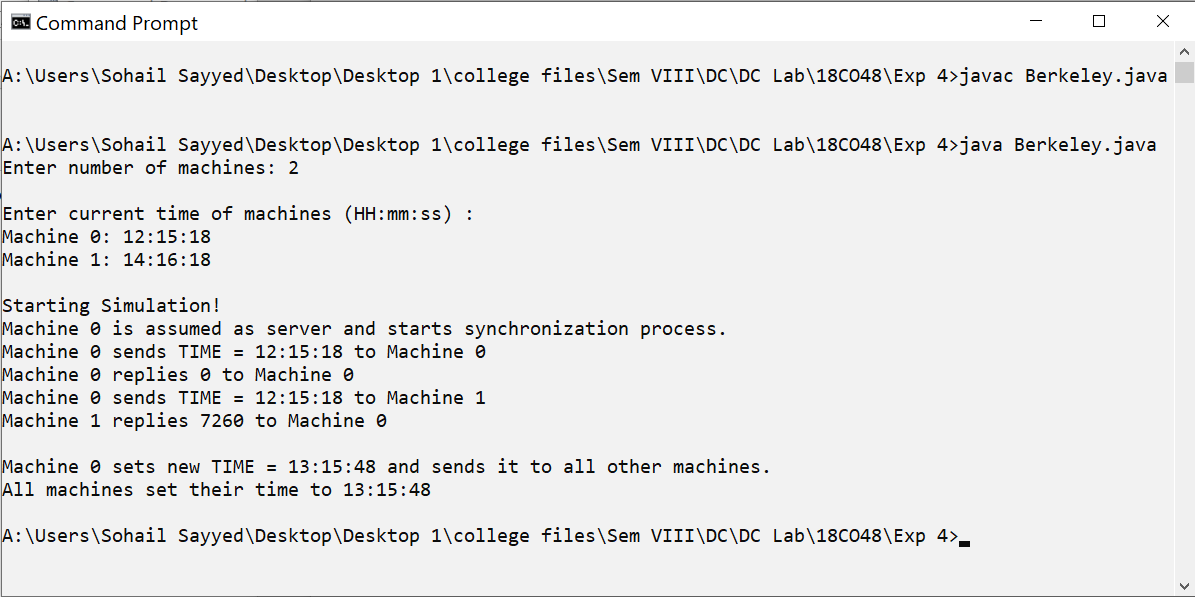 Command Prompt
A:\Users\Sohail Sayyed\Desktop\Desktop 1\college files\Sem VIII\DC\DC Lab\18CO48\Exp 4>javac Berkeley.java
A:\Users\Sohail Sayyed\Desktop\Desktop 1\college files\Sem VIII\DC\DC Lab\18CO48\Exp 4>java Berkeley.java
Enter number of machines: 2
Enter current time of machines (HH:mm:ss) :
Machine 0: 12:15:18
Machine 1: 14:16:18
Starting Simulation!
Machine 0 is assumed as server and starts synchronization process.
Machine 0 sends TIME = 12:15:18 to Machine 0
Machine 0 replies 0 to Machine 0
Machine 0 sends TIME = 12:15:18 to Machine 1
Machine 1 replies 7260 to Machine 0
Machine 0 sets new TIME = 13:15:48 and sends it to all other machines.
All machines set their time to 13:15:48
A:\Users\Sohail Sayyed\Desktop\Desktop 1\college files\Sem VIII\DC\DC Lab\18CO48\Exp 4>